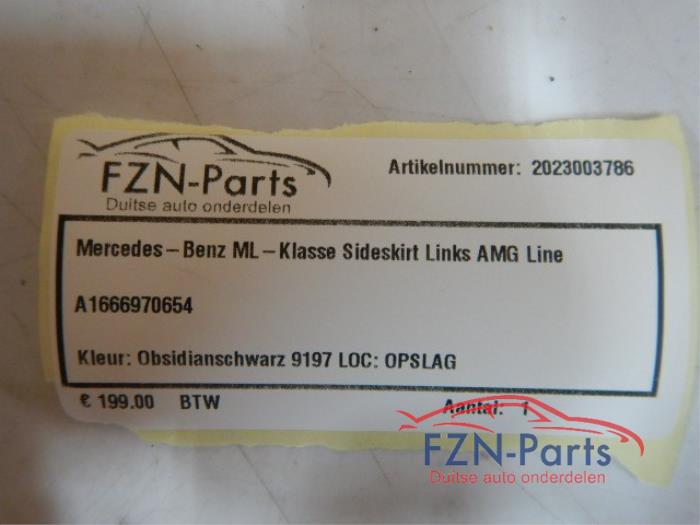 FZN-Parts
Duitse auto onderdelen
Artikelnummer: 2023003786
Mercedes-Benz ML-Klasse Sideskirt Links AMG Line
A1666970654
Kleur: Obsidianschwarz 9197 LOC: OPSLAG
€ 199.00 BTW Aantal: 1
FZN-Parts
Duitse auto onderdelen